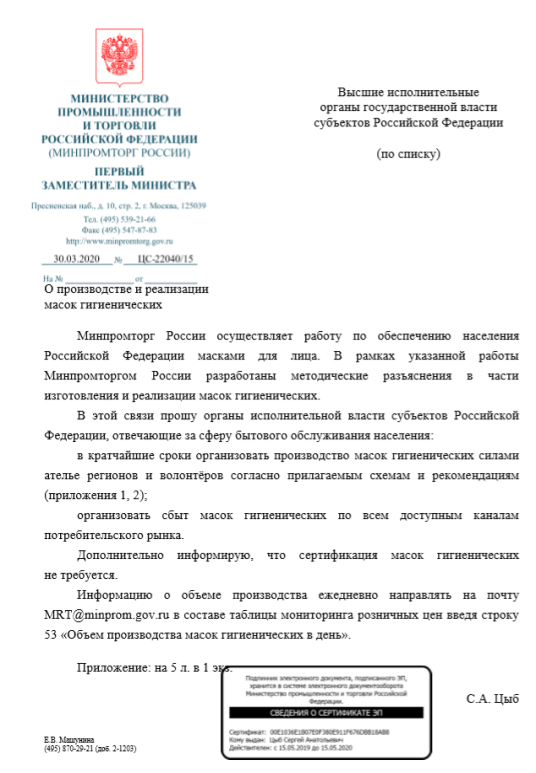 МИНИСТЕРСТВО
ПРОМЫШЛЕННОСТИ
И ТОРГОВЛИ
РОССИЙСКОЙ ФЕДЕРАЦИИ
(МИНПРОМТОРГ РОССИИ)
ПЕРВЫЙ
ЗАМЕСТИТЕЛЬ МИНИСТРА
Пресненская наб., д. 10, стр. 2, г. Москва, 125039
Тел. (495) 539-21-66
Факс (495) 547-87-83
http://www.minpromtorg.gov.ru
30.03.2020 № ЦС-22040/15
На № от
Высшие исполнительные
органы государственной власти
субъектов Российской Федерации
(по списку)
О производстве и реализации
масок гигиенических
Минпромторг России осуществляет работу по обеспечению населения
Российской Федерации масками для лица. В рамках указанной работы
Минпромторгом России разработаны методические разъяснения в части
изготовления и реализации масок гигиенических.
В этой связи прошу органы исполнительной власти субъектов Российской
Федерации, отвечающие за сферу бытового обслуживания населения:
в кратчайшие сроки организовать производство масок гигиенических силами
ателье регионов и волонтёров согласно прилагаемым схемам и рекомендациям
(приложения 1, 2);
организовать сбыт масок гигиенических по всем доступным каналам
потребительского рынка.
Дополнительно информирую, что сертификация масок гигиенических
не требуется.
Информацию о объеме производства ежедневно направлять на почту
MRT@minprom.gov.ru в составе таблицы мониторинга розничных цен введя строку
53 «Объем производства масок гигиенических в день».
Приложение: на 5 л. в 1 экз.
Подлинник электронного документа, подписанного ЭП,
хранится в системе электронного документооборота
Министерства промышленности и торговли Российской
Федерации.
СВЕДЕНИЯ О СЕРТИФИКАТЕ ЭП
Сертификат: 00E1036E1B07E0F380E911F676DBB18ABB
Кому выдан: Цыб Сергей Анатольевич
Действителен: с 15.05.2019 до 15.05.2020
С.А. Цыб
Е.В. Мишунина
(495) 870-29-21 (доб. 2-1203)